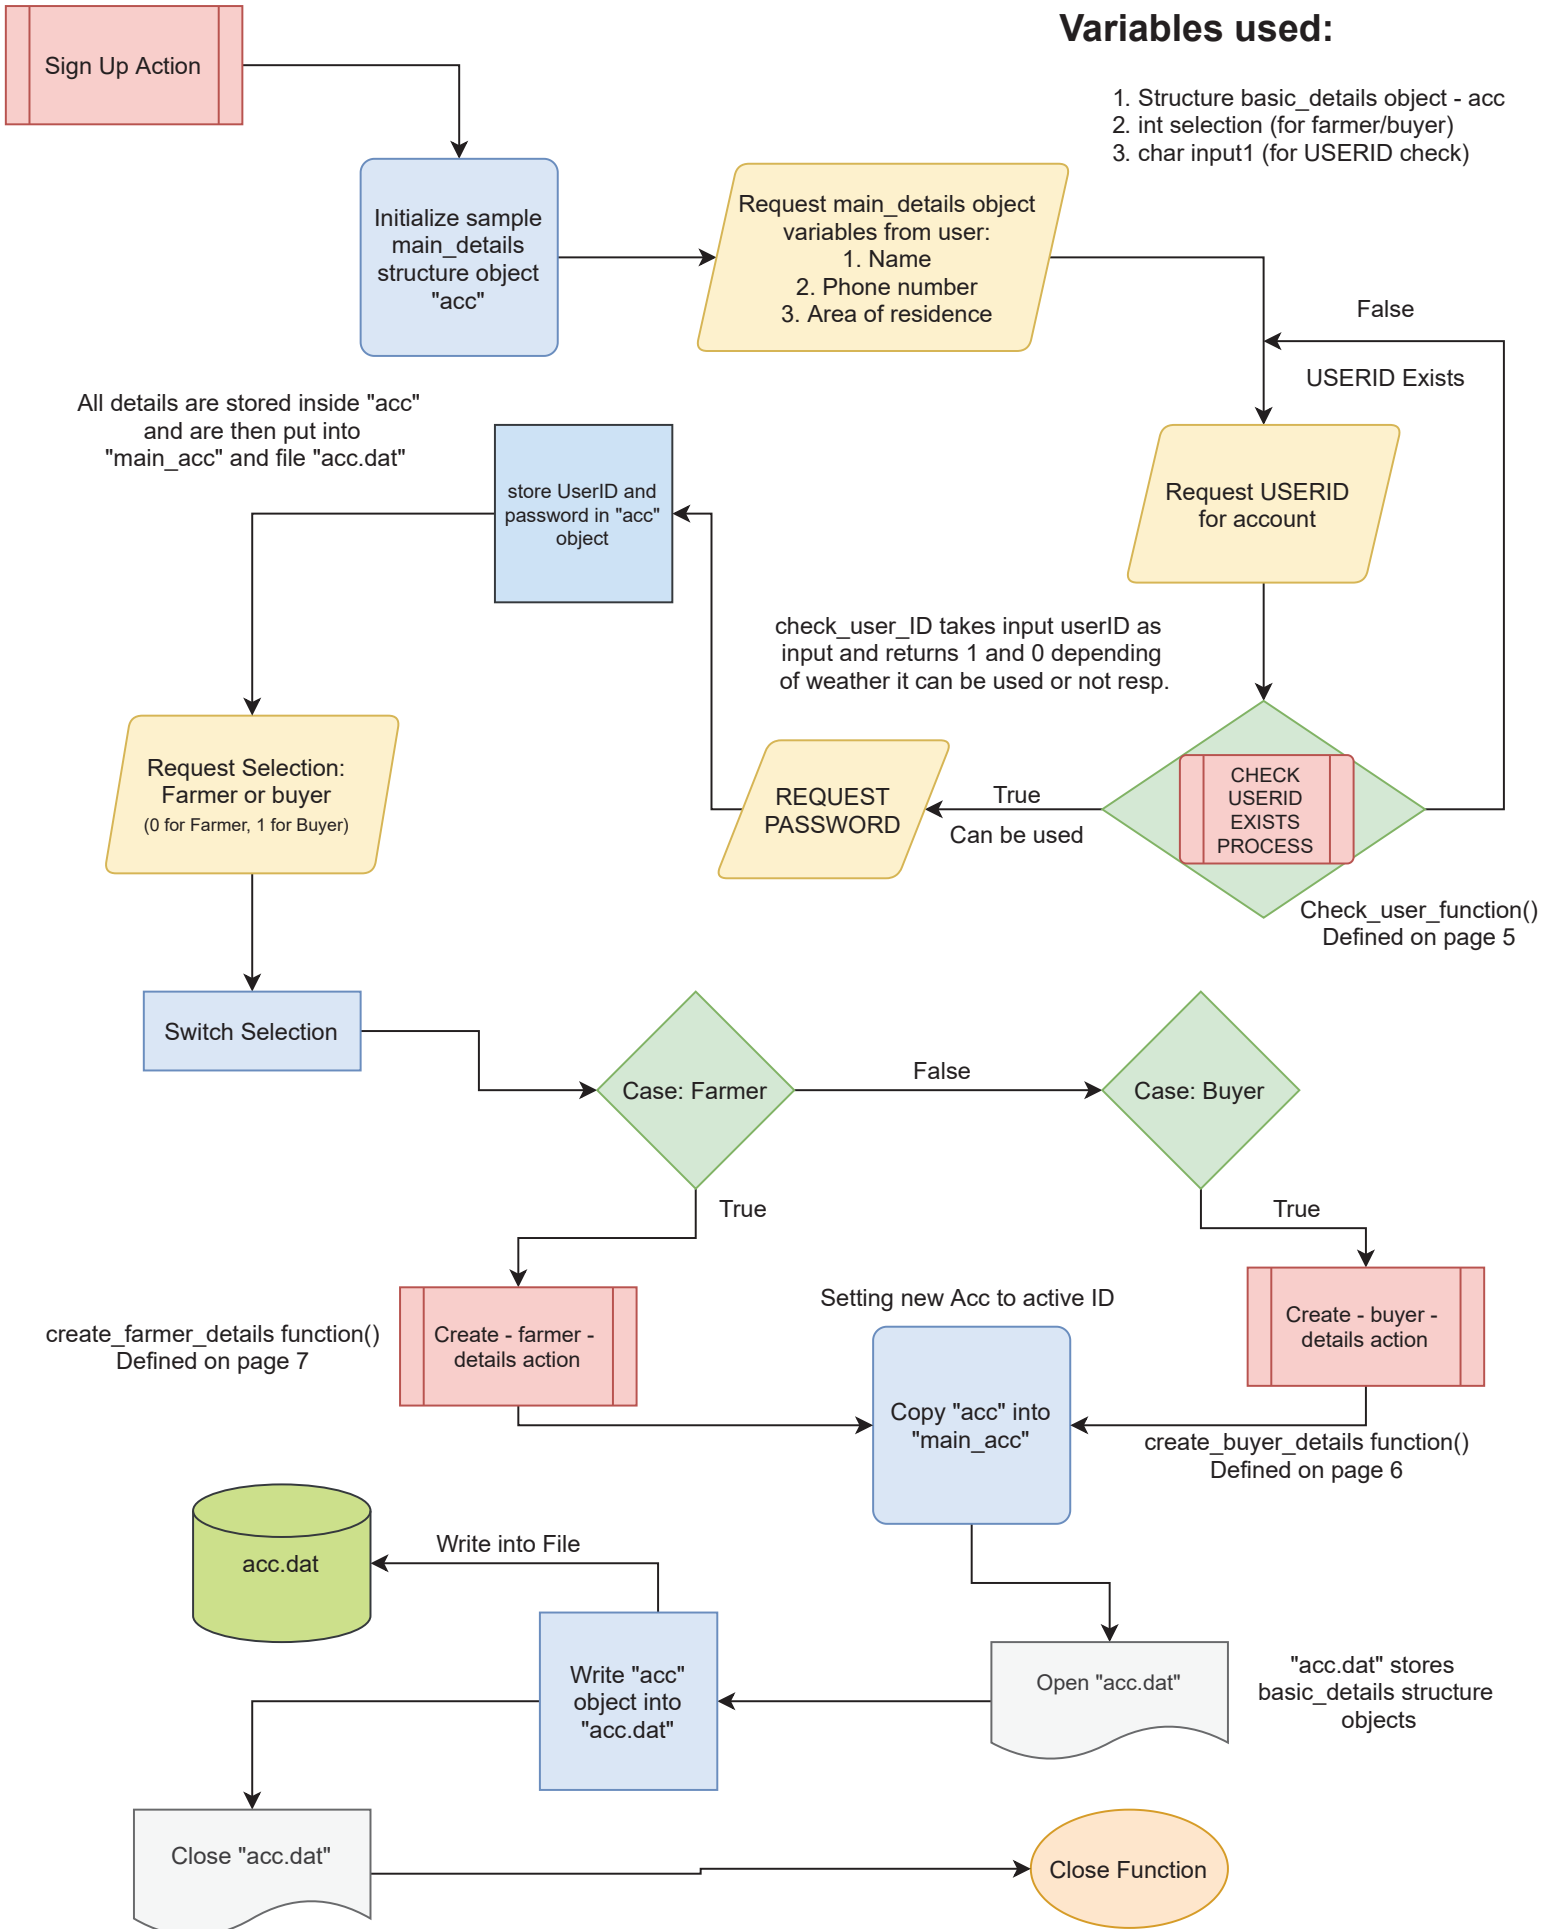 Variables used:
Sign Up Action
1. Structure basic_details object - acc
2. int selection (for farmer/buyer)
3. char input1 (for USERID check)
Initialize sample
main_details
structure object
"acc"
Request main_details object
variables from user:
1. Name
2. Phone number
3. Area of residence
False
USERID Exists
All details are stored inside "acc"
and are then put into
"main_acc" and file "acc.dat"
store UserID and
password in "acc"
object
Request USERID
for account
check_user_ID takes input userID as
input and returns 1 and 0 depending
of weather it can be used or not resp.
Request Selection:
Farmer or buyer
(0 for Farmer, 1 for Buyer)
REQUEST
PASSWORD
True
Can be used
CHECK
USERID
EXISTS
PROCESS
Check_user_function()
Defined on page 5
Switch Selection
Case: Farmer
False
Case: Buyer
True
True
create_farmer_details function()
Defined on page 7
Create - farmer -
details action
Setting new Acc to active ID
Copy "acc" into
"main_acc"
Create - buyer -
details action
create_buyer_details function()
Defined on page 6
acc.dat
Write into File
Write "acc"
object into
"acc.dat"
Open "acc.dat"
"acc.dat" stores
basic_details structure
objects
Close "acc.dat"
Close Function